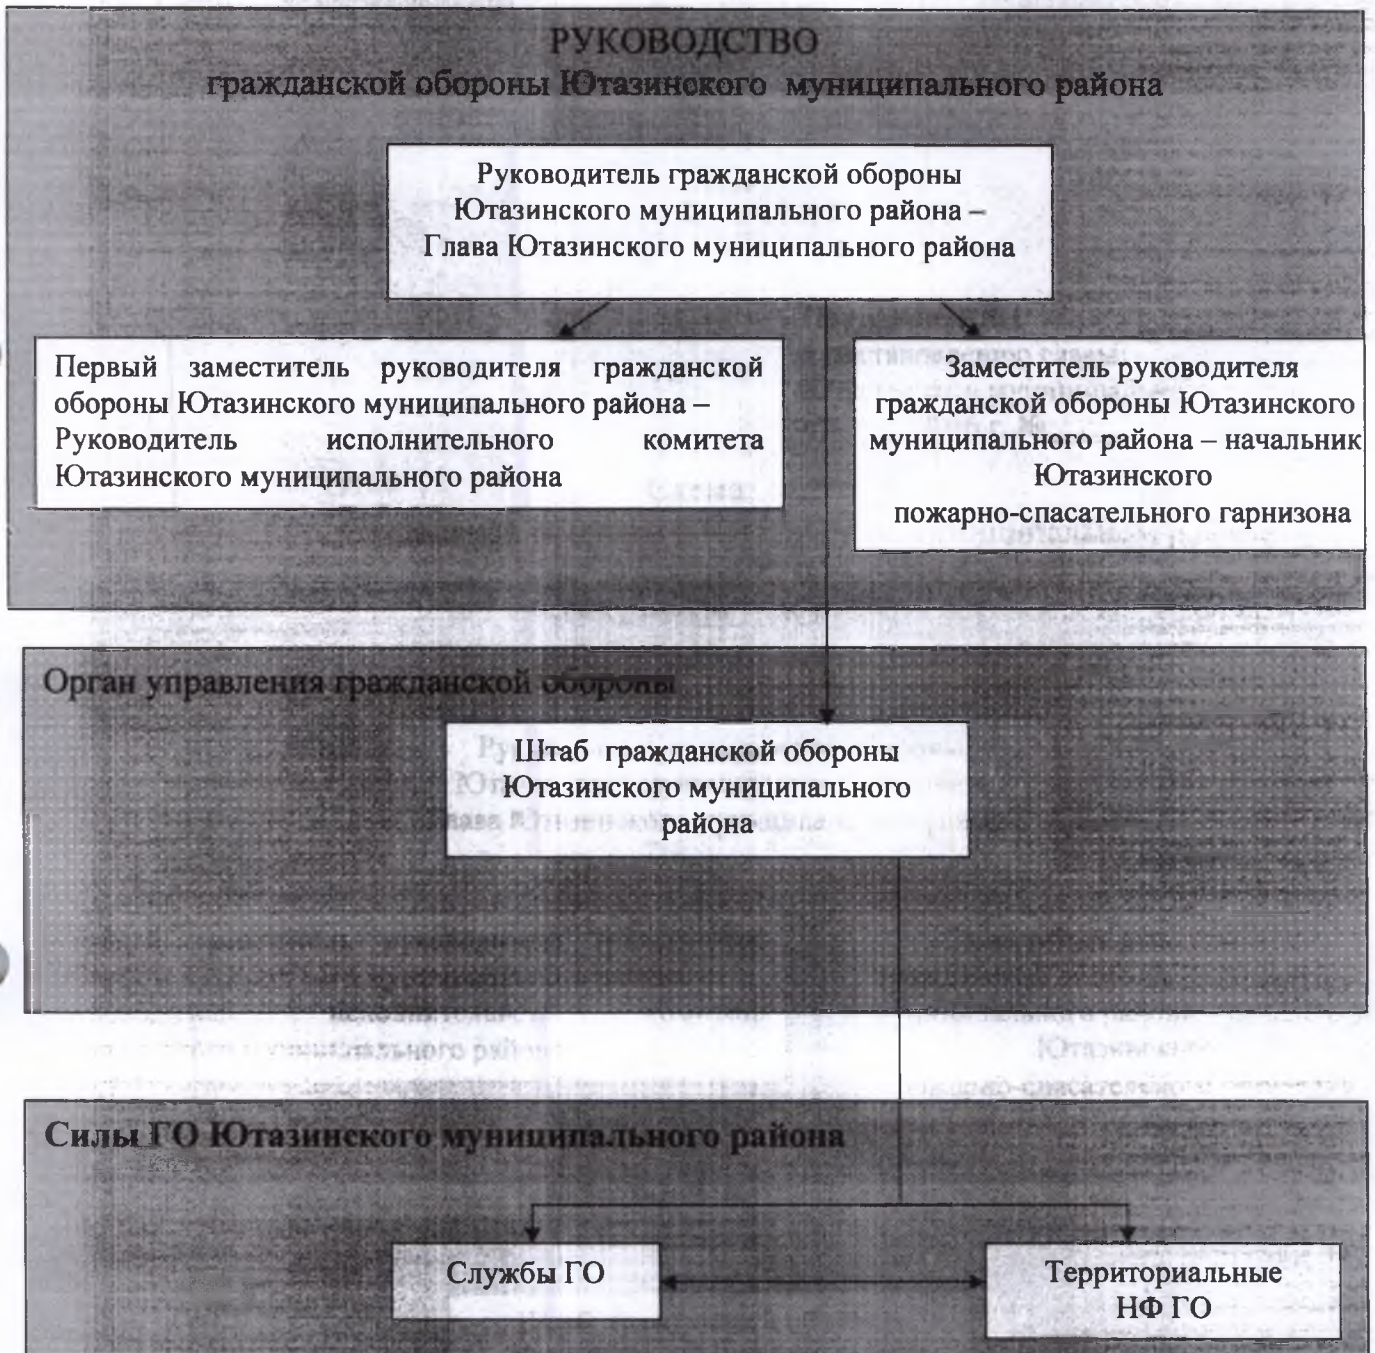 РУКОВОДСТВО
гражданской обороны Ютазинского муниципального района
Руководитель гражданской обороны
Ютазинского муниципального района –
Глава Ютазинского муниципального района
Первый заместитель руководителя гражданской
обороны Ютазинского муниципального района –
Руководитель исполнительного комитета
Ютазинского муниципального района
Заместитель руководителя
гражданской обороны Ютазинского
муниципального района – начальник
Ютазинского
пожарно-спасательного гарнизона
Орган управления гражданской обороны
Штаб гражданской обороны
Ютазинского муниципального
района
Силы ГО Ютазинского муниципального района
Службы ГО
Территориальные
НФ ГО